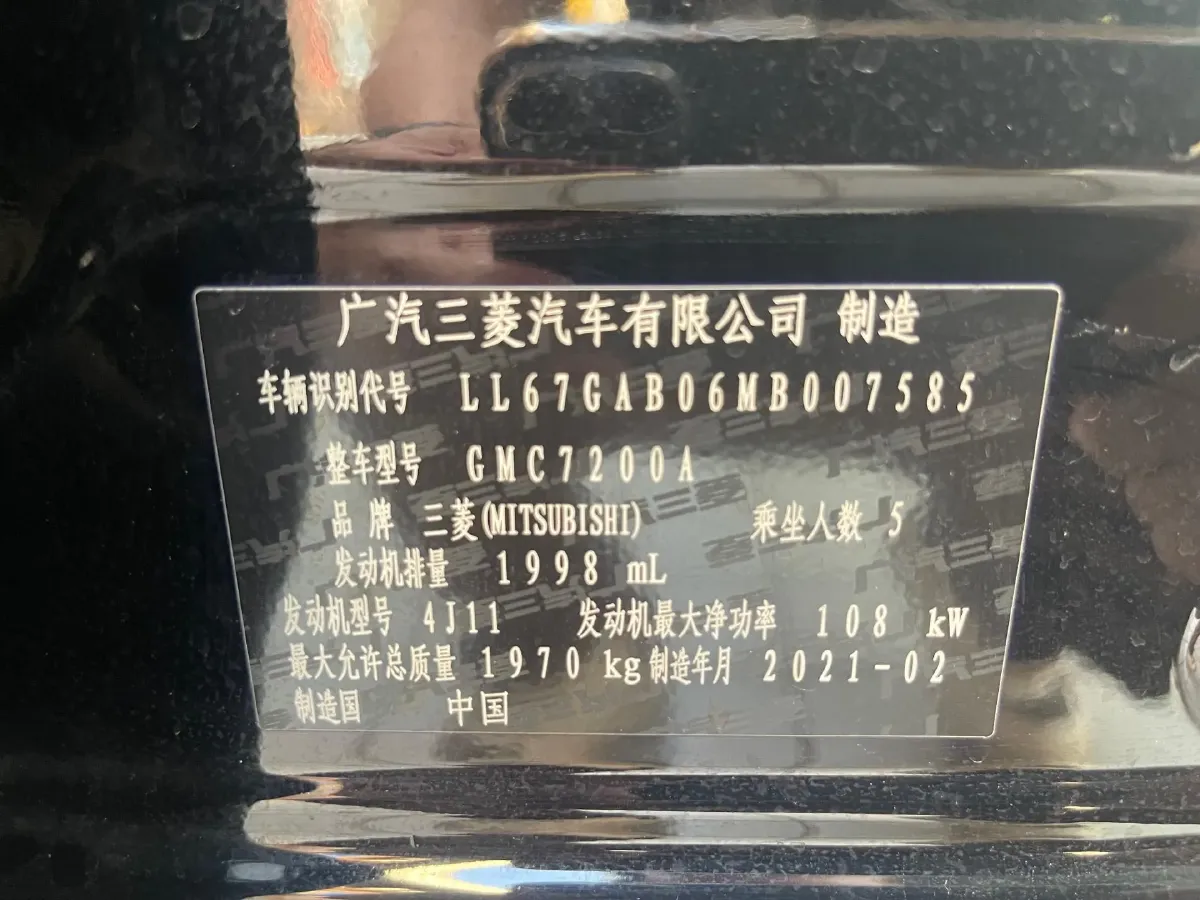 广汽三菱汽车有限公司 制造
车辆识别代号 LL67GAB06MB007585
整车型号 GMC7200A
品牌 三菱(MITSUBISHI) 乘坐人数 5
发动机排量 1998 mL
发动机型号 4J11 发动机最大净功率 108 kW
最大允许总质量 1970 kg 制造年月 2021-02
制造国 中国